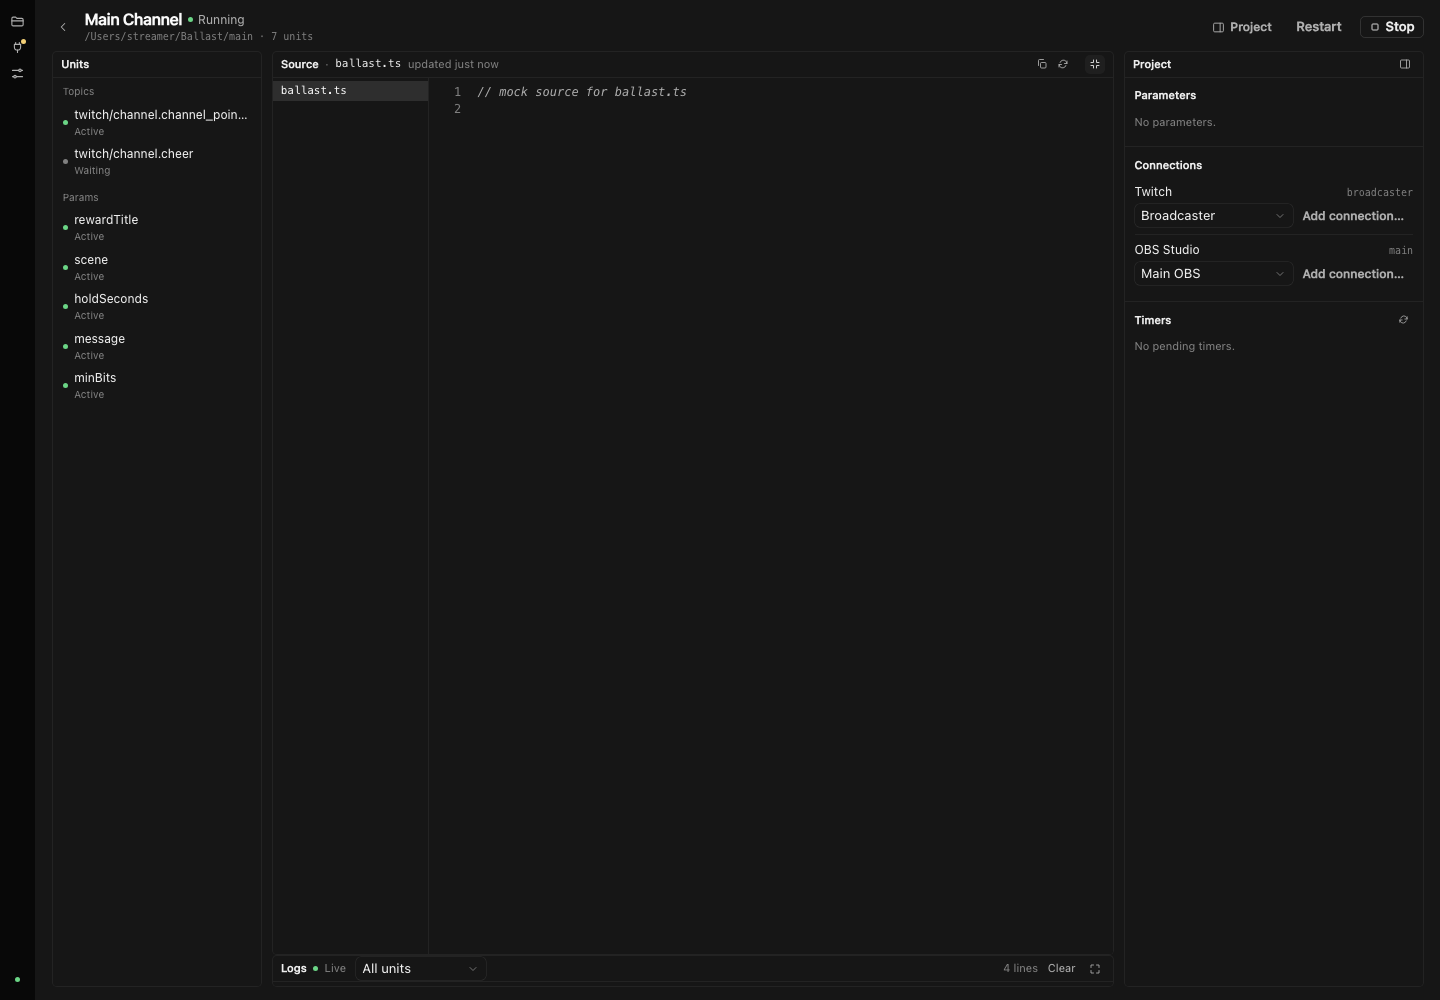 Main Channel Running
/Users/streamer/Ballast/main · 7 units
Project Restart Stop
Units
Topics
twitch/channel.channel_poin...
Active
twitch/channel.cheer
Waiting
Params
rewardTitle
Active
scene
Active
holdSeconds
Active
message
Active
minBits
Active
Source · ballast.ts updated just now
ballast.ts
1 // mock source for ballast.ts
2
Logs Live All units 4 lines Clear
Project
Parameters
No parameters.
Connections
Twitch broadcaster
Broadcaster Add connection...
OBS Studio main
Main OBS Add connection...
Timers
No pending timers.